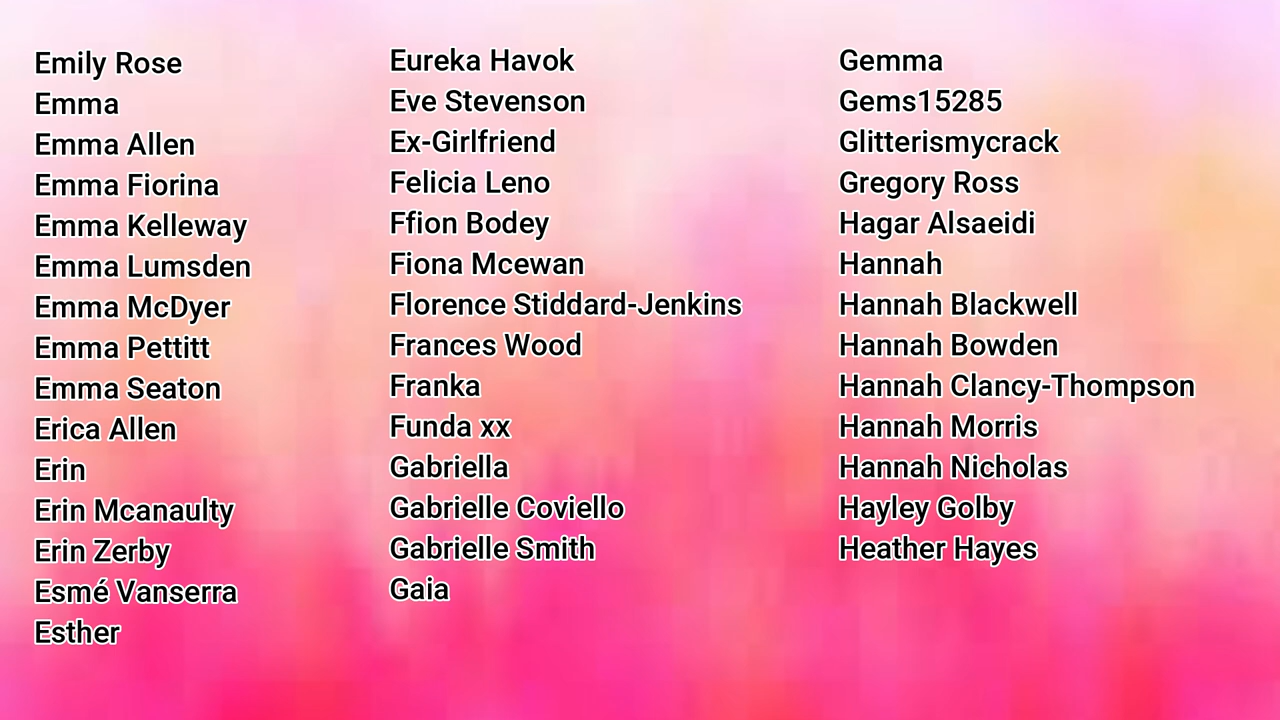 Emily Rose
Emma
Emma Allen
Emma Fiorina
Emma Kelleway
Emma Lumsden
Emma McDyer
Emma Pettitt
Emma Seaton
Erica Allen
Erin
Erin Mcanaulty
Erin Zerby
Esmé Vanserra
Esther
Eureka Havok
Eve Stevenson
Ex-Girlfriend
Felicia Leno
Ffion Bodey
Fiona Mcewan
Florence Stiddard-Jenkins
Frances Wood
Franka
Funda xx
Gabriella
Gabrielle Coviello
Gabrielle Smith
Gaia
Gemma
Gems15285
Glitterismycrack
Gregory Ross
Hagar Alsaeidi
Hannah
Hannah Blackwell
Hannah Bowden
Hannah Clancy-Thompson
Hannah Morris
Hannah Nicholas
Hayley Golby
Heather Hayes